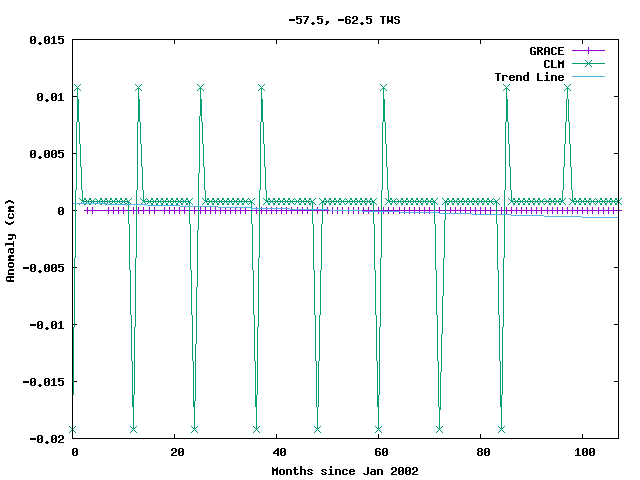 -57.5, -62.5 TWS
0.015
0.01
0.005
0
-0.005
-0.01
-0.015
-0.02
Anomaly (cm)
GRACE
CLM
Trend Line
0 20 40 60 80 100
Months since Jan 2002